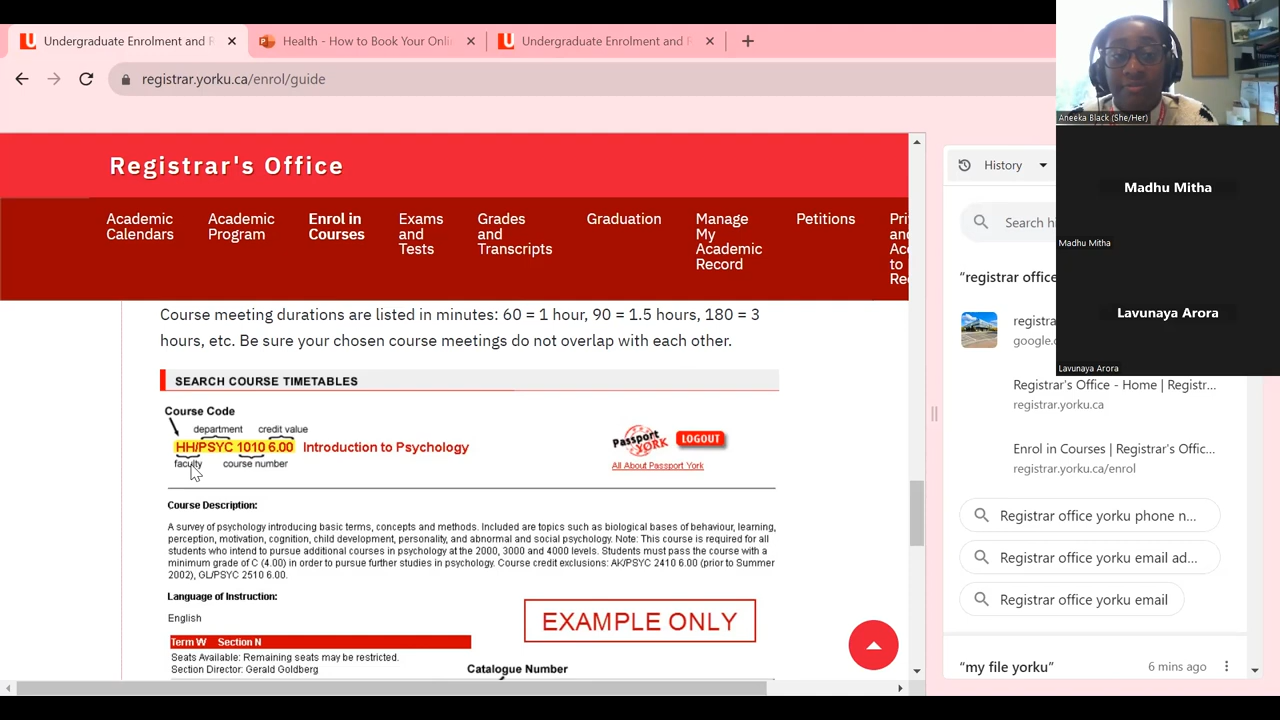 Undergraduate Enrolment and R
Health - How to Book Your Onli
Undergraduate Enrolment and R
registrar.yorku.ca/enrol/guide
Aneeka Black (She/Her)
Madhu Mitha
Madhu Mitha
Lavunaya Arora
Lavunaya Arora
Registrar's Office
Academic
Calendars
Academic
Program
Enrol in
Courses
Exams
and
Tests
Grades
and
Transcripts
Graduation
Manage
My
Academic
Record
Petitions
Pri
and
Acc
to
Rec
Course meeting durations are listed in minutes: 60 = 1 hour, 90 = 1.5 hours, 180 = 3
hours, etc. Be sure your chosen course meetings do not overlap with each other.
SEARCH COURSE TIMETABLES
Course Code
department credit value
HH/PSYC 1010 6.00 Introduction to Psychology
faculty course number
Passport
YORK
LOGOUT
All About Passport York
Course Description:
A survey of psychology introducing basic terms, concepts and methods. Included are topics such as biological bases of behaviour, learning,
perception, motivation, cognition, child development, personality, and abnormal and social psychology. Note: This course is required for all
students who intend to pursue additional courses in psychology at the 2000, 3000 and 4000 levels. Students must pass the course with a
minimum grade of C (4.00) in order to pursue further studies in psychology. Course credit exclusions: AK/PSYC 2410 6.00 (prior to Summer
2002), GL/PSYC 2510 6.00.
Language of Instruction:
English
EXAMPLE ONLY
Term W Section N
Seats Available: Remaining seats may be restricted.
Section Director: Gerald Goldberg
Catalogue Number
History
Search hi
"registrar office
registra
google.c
Registrar's Office - Home | Registr...
registrar.yorku.ca
Enrol in Courses | Registrar's Offic...
registrar.yorku.ca/enrol
Registrar office yorku phone n...
Registrar office yorku email ad...
Registrar office yorku email
"my file yorku" 6 mins ago